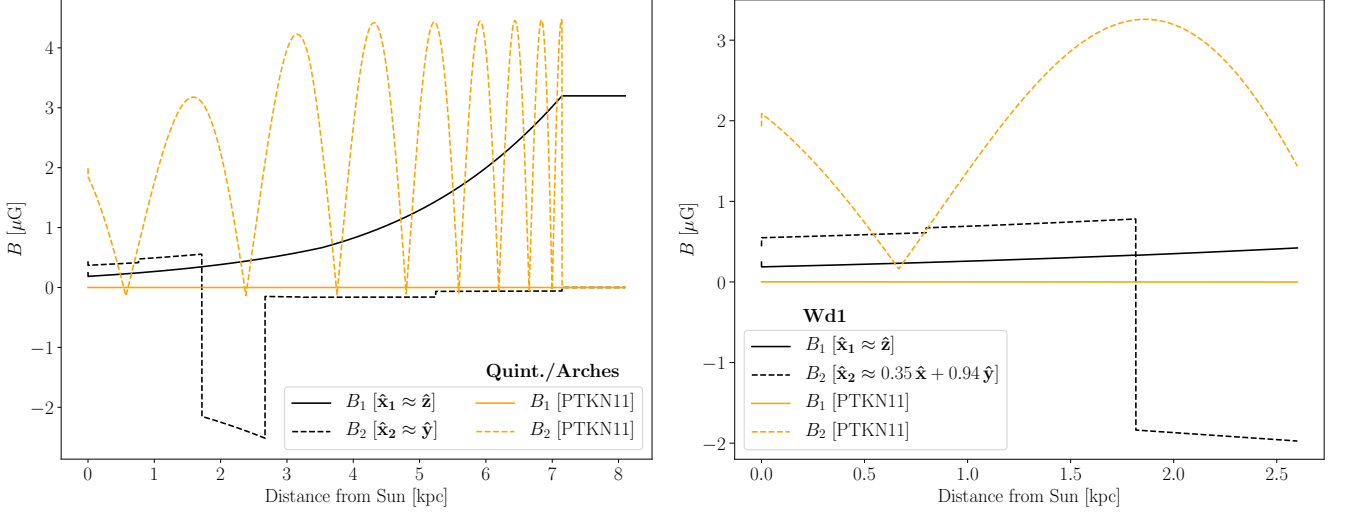 B [μG]
4
3
2
1
0
−1
−2
0 1 2 3 4 5 6 7 8
Distance from Sun [kpc]
Quint./Arches
B₁ [x̂₁ ≈ ẑ]
B₂ [x̂₂ ≈ ŷ]
B₁ [PTKN11]
B₂ [PTKN11]
B [μG]
3
2
1
0
−1
−2
0.0 0.5 1.0 1.5 2.0 2.5
Distance from Sun [kpc]
Wd1
B₁ [x̂₁ ≈ ẑ]
B₂ [x̂₂ ≈ 0.35 x̂ + 0.94 ŷ]
B₁ [PTKN11]
B₂ [PTKN11]